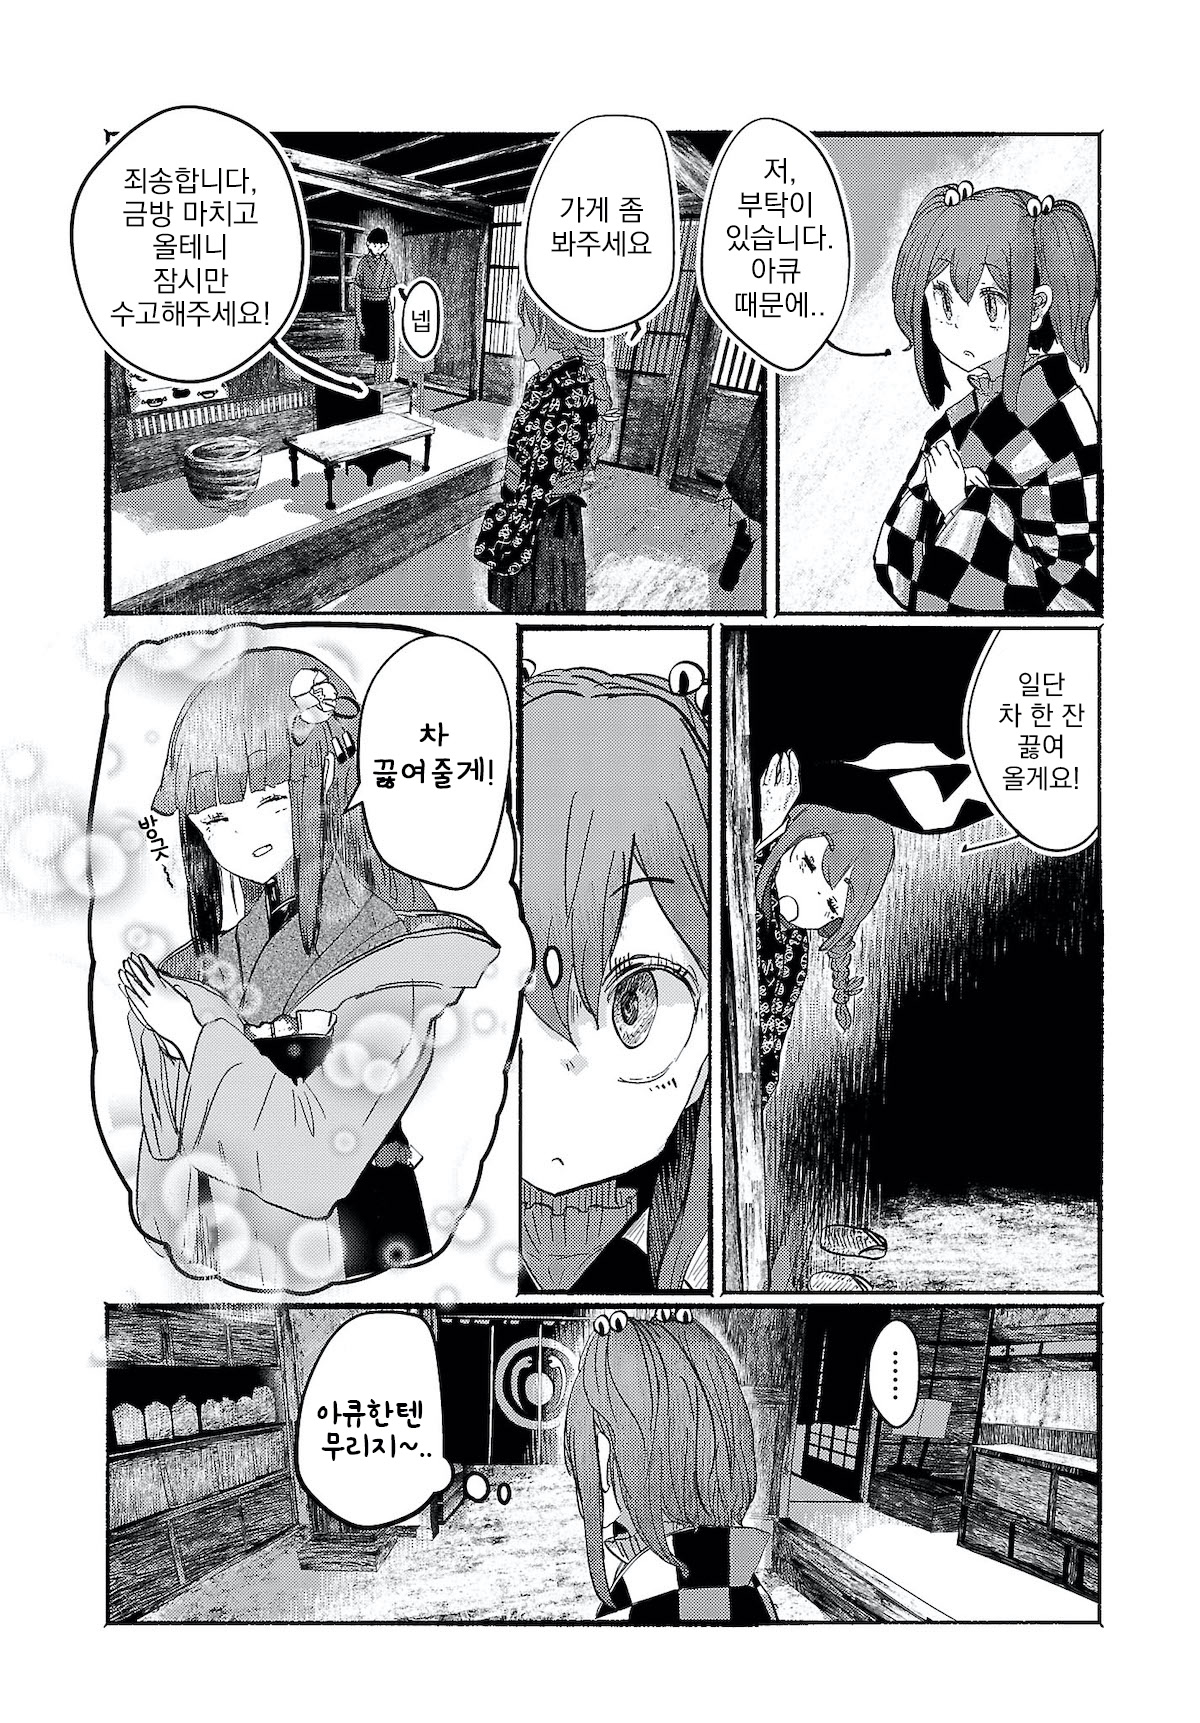 저,
부탁이
있습니다.
아큐
때문에..
가게 좀
봐주세요
넵
죄송합니다,
금방 마치고
올테니
잠시만
수고해주세요!
일단
차 한 잔
끓여
올게요!
차
끓여줄게!
방긋~
........
아큐한텐
무리지~..